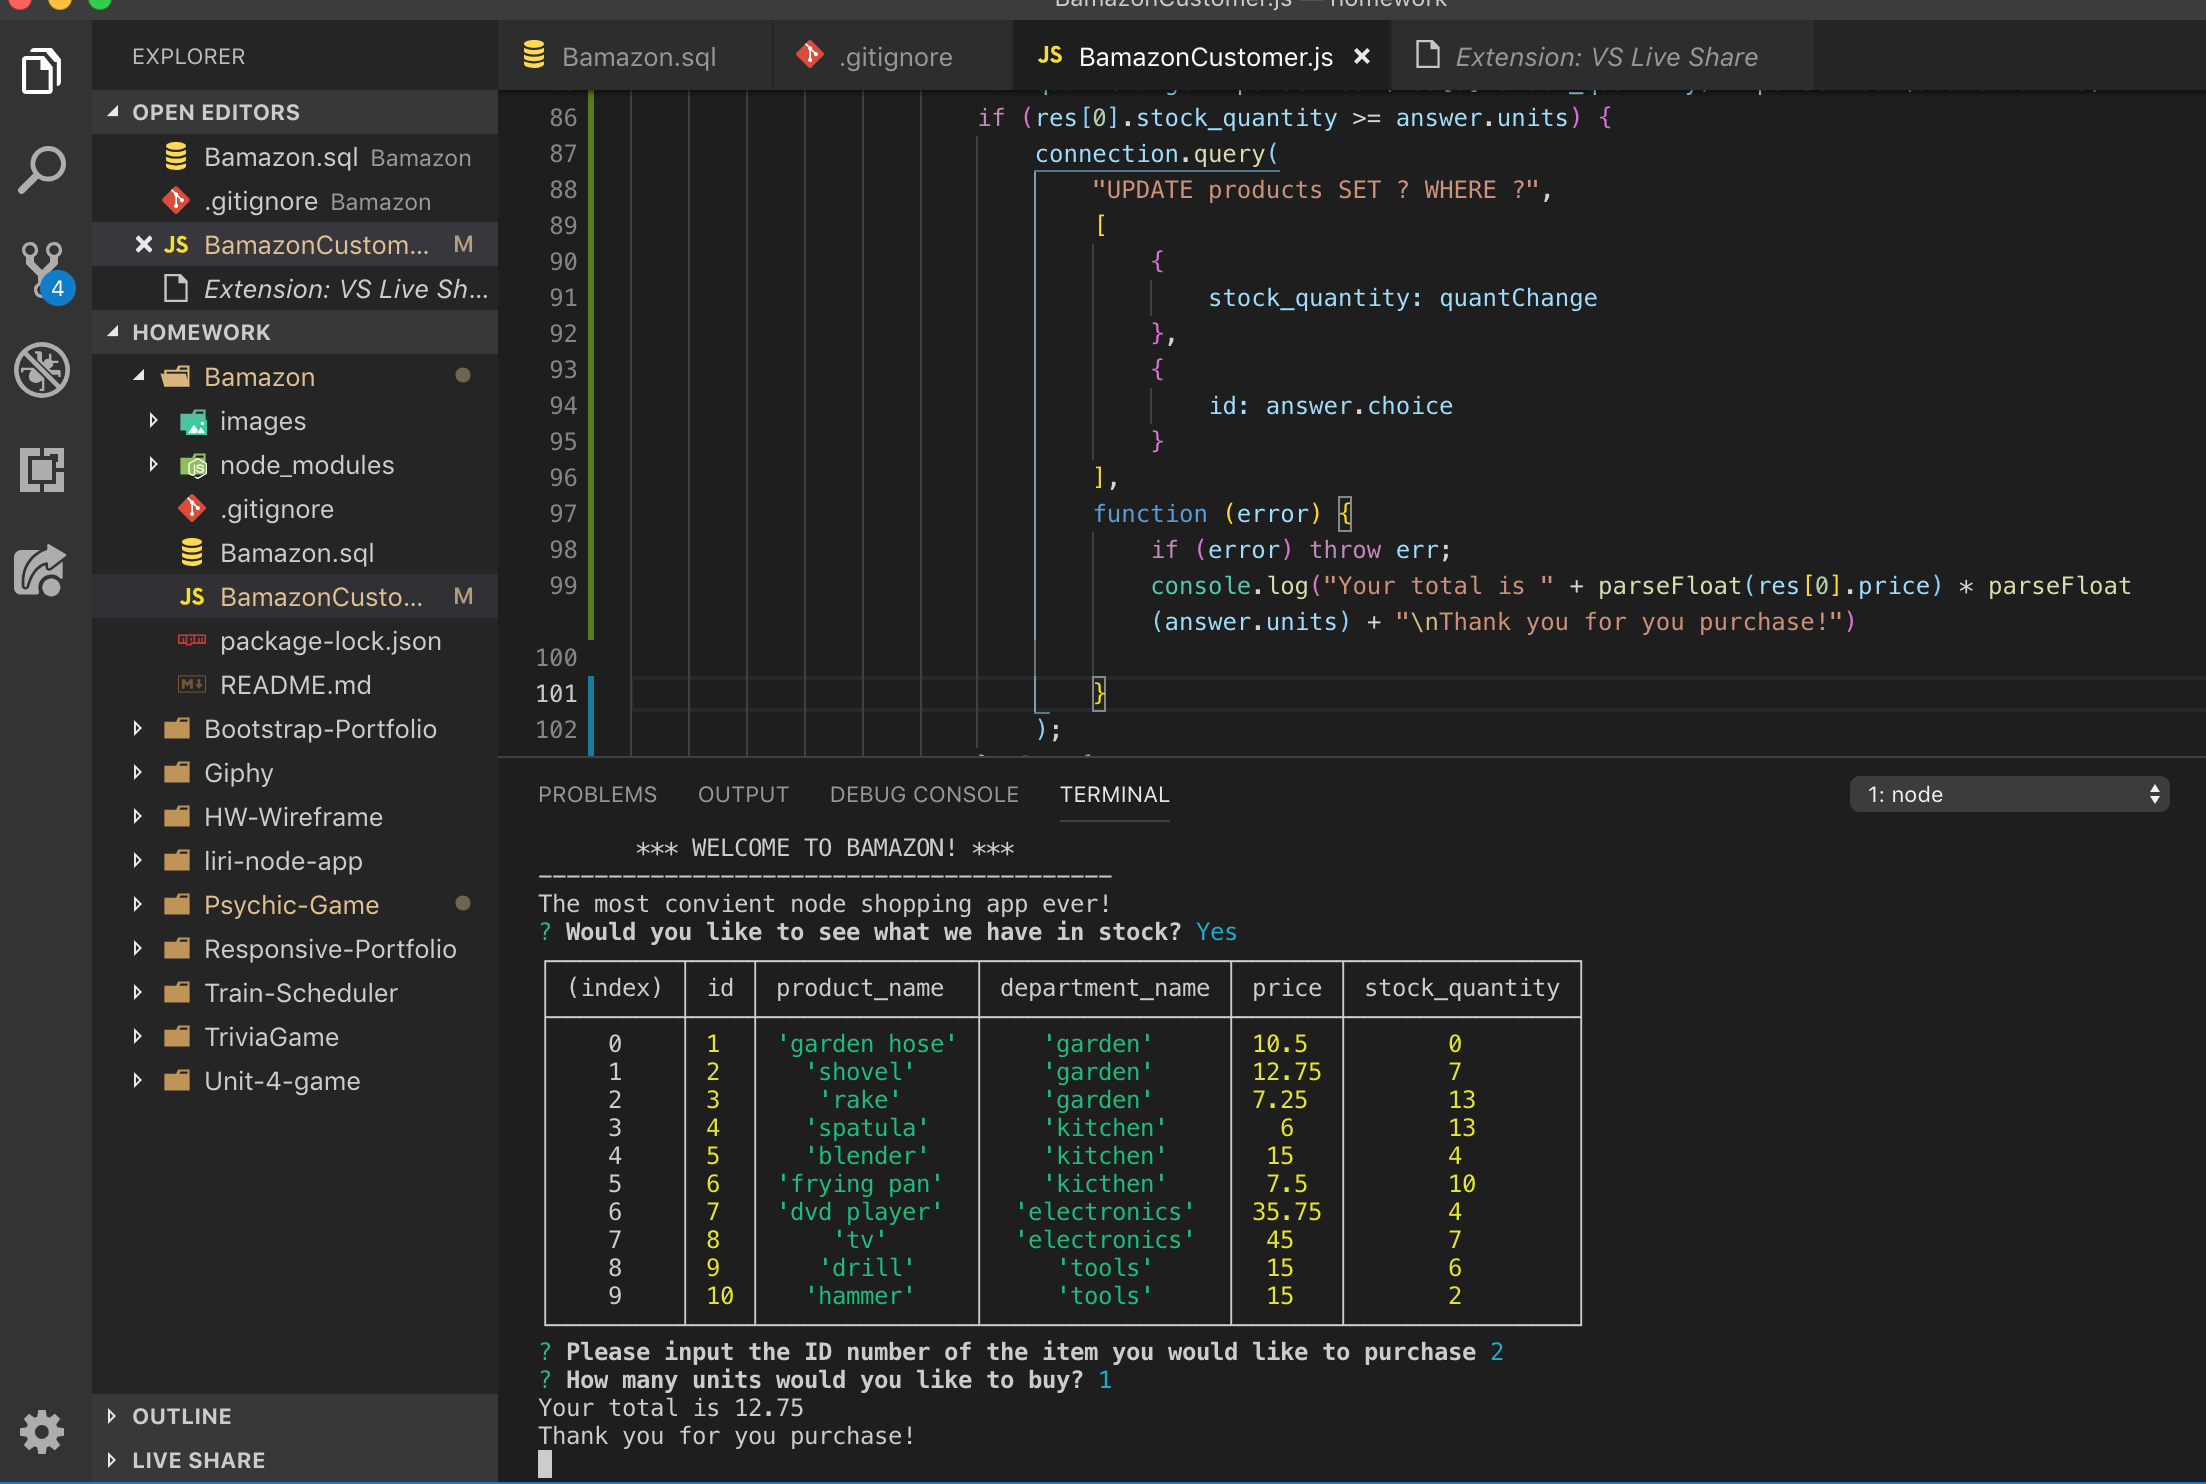 BamazonCustomer.js — homework
EXPLORER
OPEN EDITORS
Bamazon.sql Bamazon
.gitignore Bamazon
JS BamazonCustom... M
Extension: VS Live Sh...
4
HOMEWORK
Bamazon
images
node_modules
.gitignore
Bamazon.sql
JS BamazonCusto... M
package-lock.json
README.md
Bootstrap-Portfolio
Giphy
HW-Wireframe
liri-node-app
Psychic-Game
Responsive-Portfolio
Train-Scheduler
TriviaGame
Unit-4-game
OUTLINE
LIVE SHARE
Bamazon.sql
.gitignore
JS BamazonCustomer.js
Extension: VS Live Share
86 if (res[0].stock_quantity >= answer.units) {
87 connection.query(
88 "UPDATE products SET ? WHERE ?",
89 [
90 {
91 stock_quantity: quantChange
92 },
93 {
94 id: answer.choice
95 }
96 ],
97 function (error) {
98 if (error) throw err;
99 console.log("Your total is " + parseFloat(res[0].price) * parseFloat
(answer.units) + "\nThank you for you purchase!")
100
101 }
102 );
PROBLEMS OUTPUT DEBUG CONSOLE TERMINAL
1: node
*** WELCOME TO BAMAZON! ***
-----------------------------------------
The most convient node shopping app ever!
? Would you like to see what we have in stock? Yes
(index) id product_name department_name price stock_quantity
0 1 'garden hose' 'garden' 10.5 0
1 2 'shovel' 'garden' 12.75 7
2 3 'rake' 'garden' 7.25 13
3 4 'spatula' 'kitchen' 6 13
4 5 'blender' 'kitchen' 15 4
5 6 'frying pan' 'kicthen' 7.5 10
6 7 'dvd player' 'electronics' 35.75 4
7 8 'tv' 'electronics' 45 7
8 9 'drill' 'tools' 15 6
9 10 'hammer' 'tools' 15 2
? Please input the ID number of the item you would like to purchase 2
? How many units would you like to buy? 1
Your total is 12.75
Thank you for you purchase!